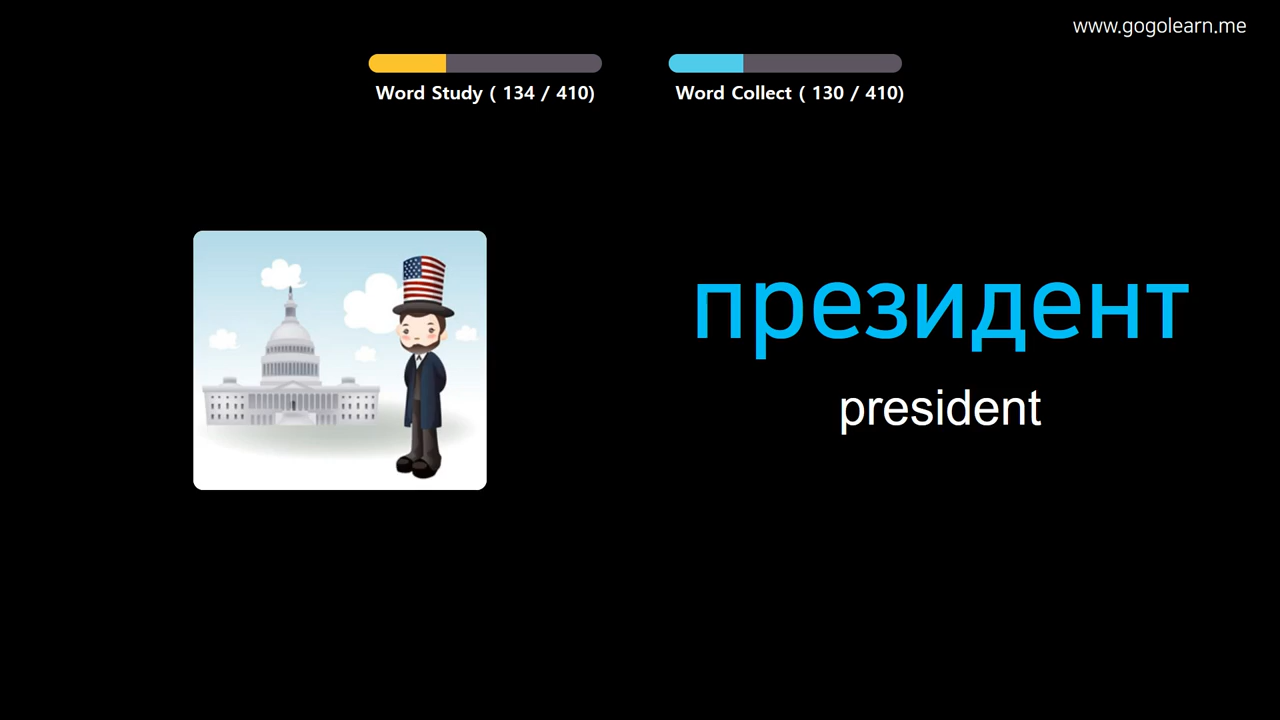 www.gogolearn.me
Word Study ( 134 / 410)
Word Collect ( 130 / 410)
президент
president